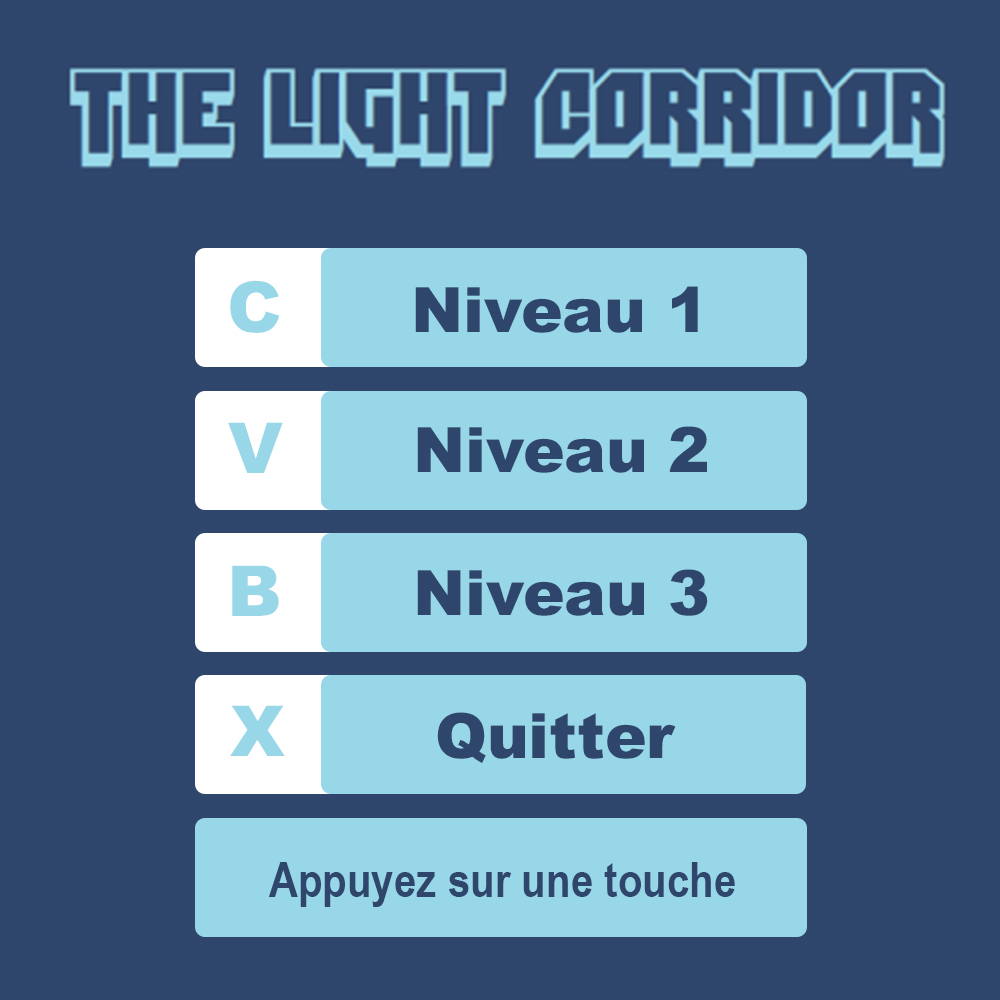 THE LIGHT CORRIDOR
C Niveau 1
V Niveau 2
B Niveau 3
X Quitter
Appuyez sur une touche